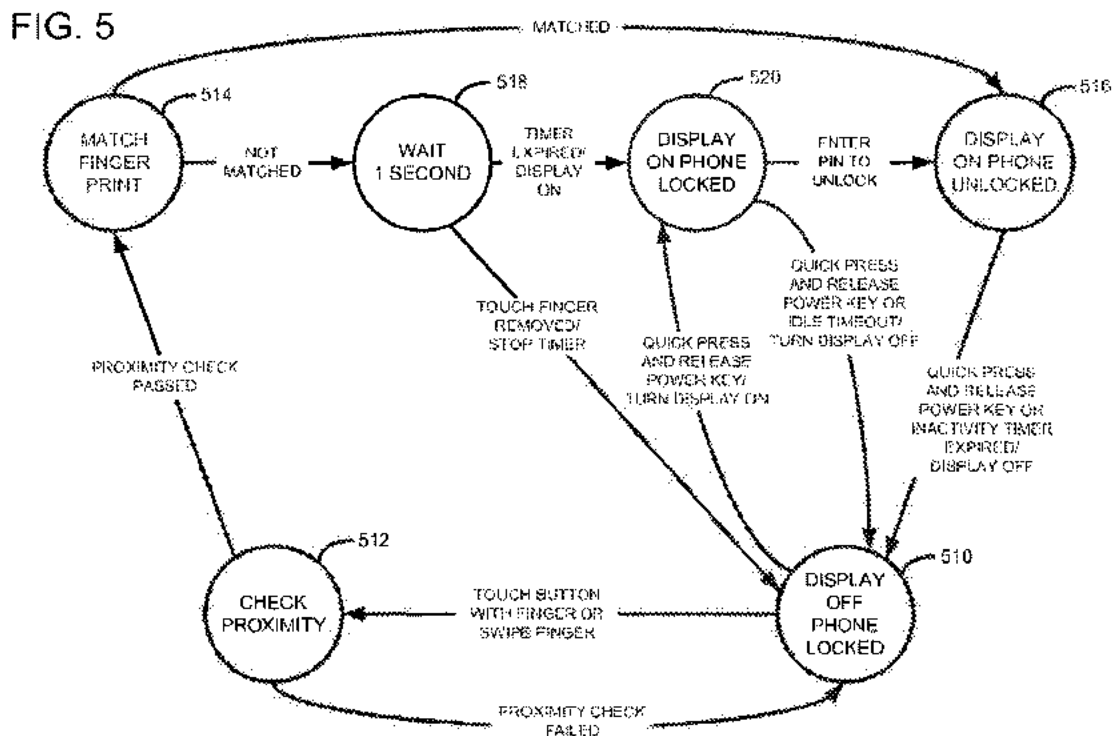 FIG. 5
MATCHED
514
518
520
516
MATCH
FINGER
PRINT
NOT
MATCHED
WAIT
1 SECOND
TIMER
EXPIRED/
DISPLAY
ON
DISPLAY
ON PHONE
LOCKED
ENTER
PIN TO
UNLOCK
DISPLAY
ON PHONE
UNLOCKED
PROXIMITY CHECK
PASSED
TOUCH FINGER
REMOVED/
STOP TIMER
QUICK PRESS
AND RELEASE
POWER KEY/
TURN DISPLAY ON
QUICK PRESS
AND RELEASE
POWER KEY OR
IDLE TIMEOUT/
TURN DISPLAY OFF
QUICK PRESS
AND RELEASE
POWER KEY OR
INACTIVITY TIMER
EXPIRED/
DISPLAY OFF
512
CHECK
PROXIMITY
TOUCH BUTTON
WITH FINGER OR
SWIPE FINGER
510
DISPLAY
OFF
PHONE
LOCKED
PROXIMITY CHECK
FAILED